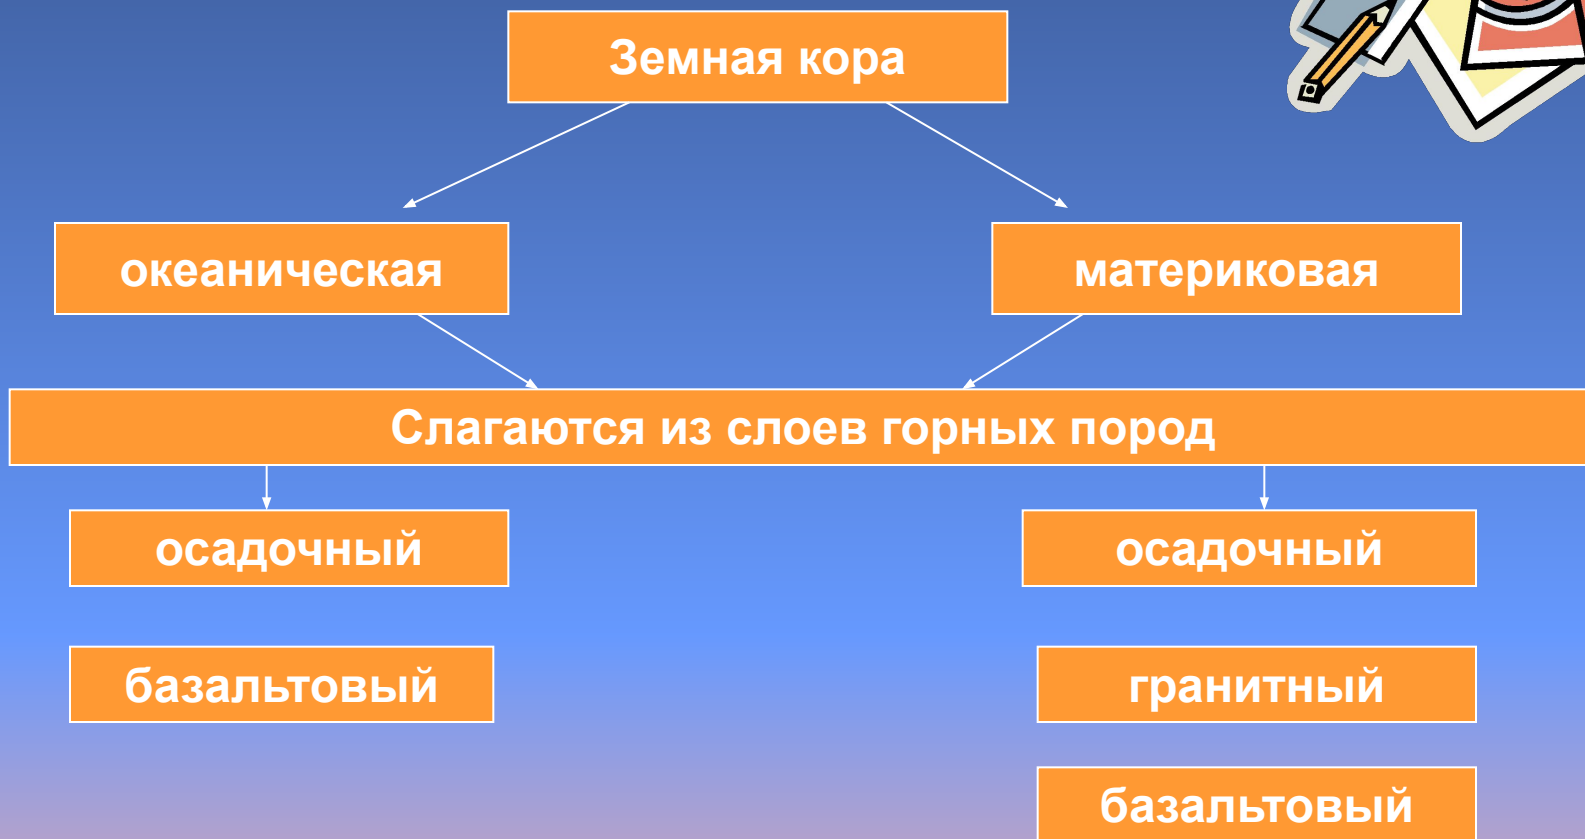 Земная кора
океаническая
материковая
Слагаются из слоев горных пород
осадочный
осадочный
базальтовый
гранитный
базальтовый